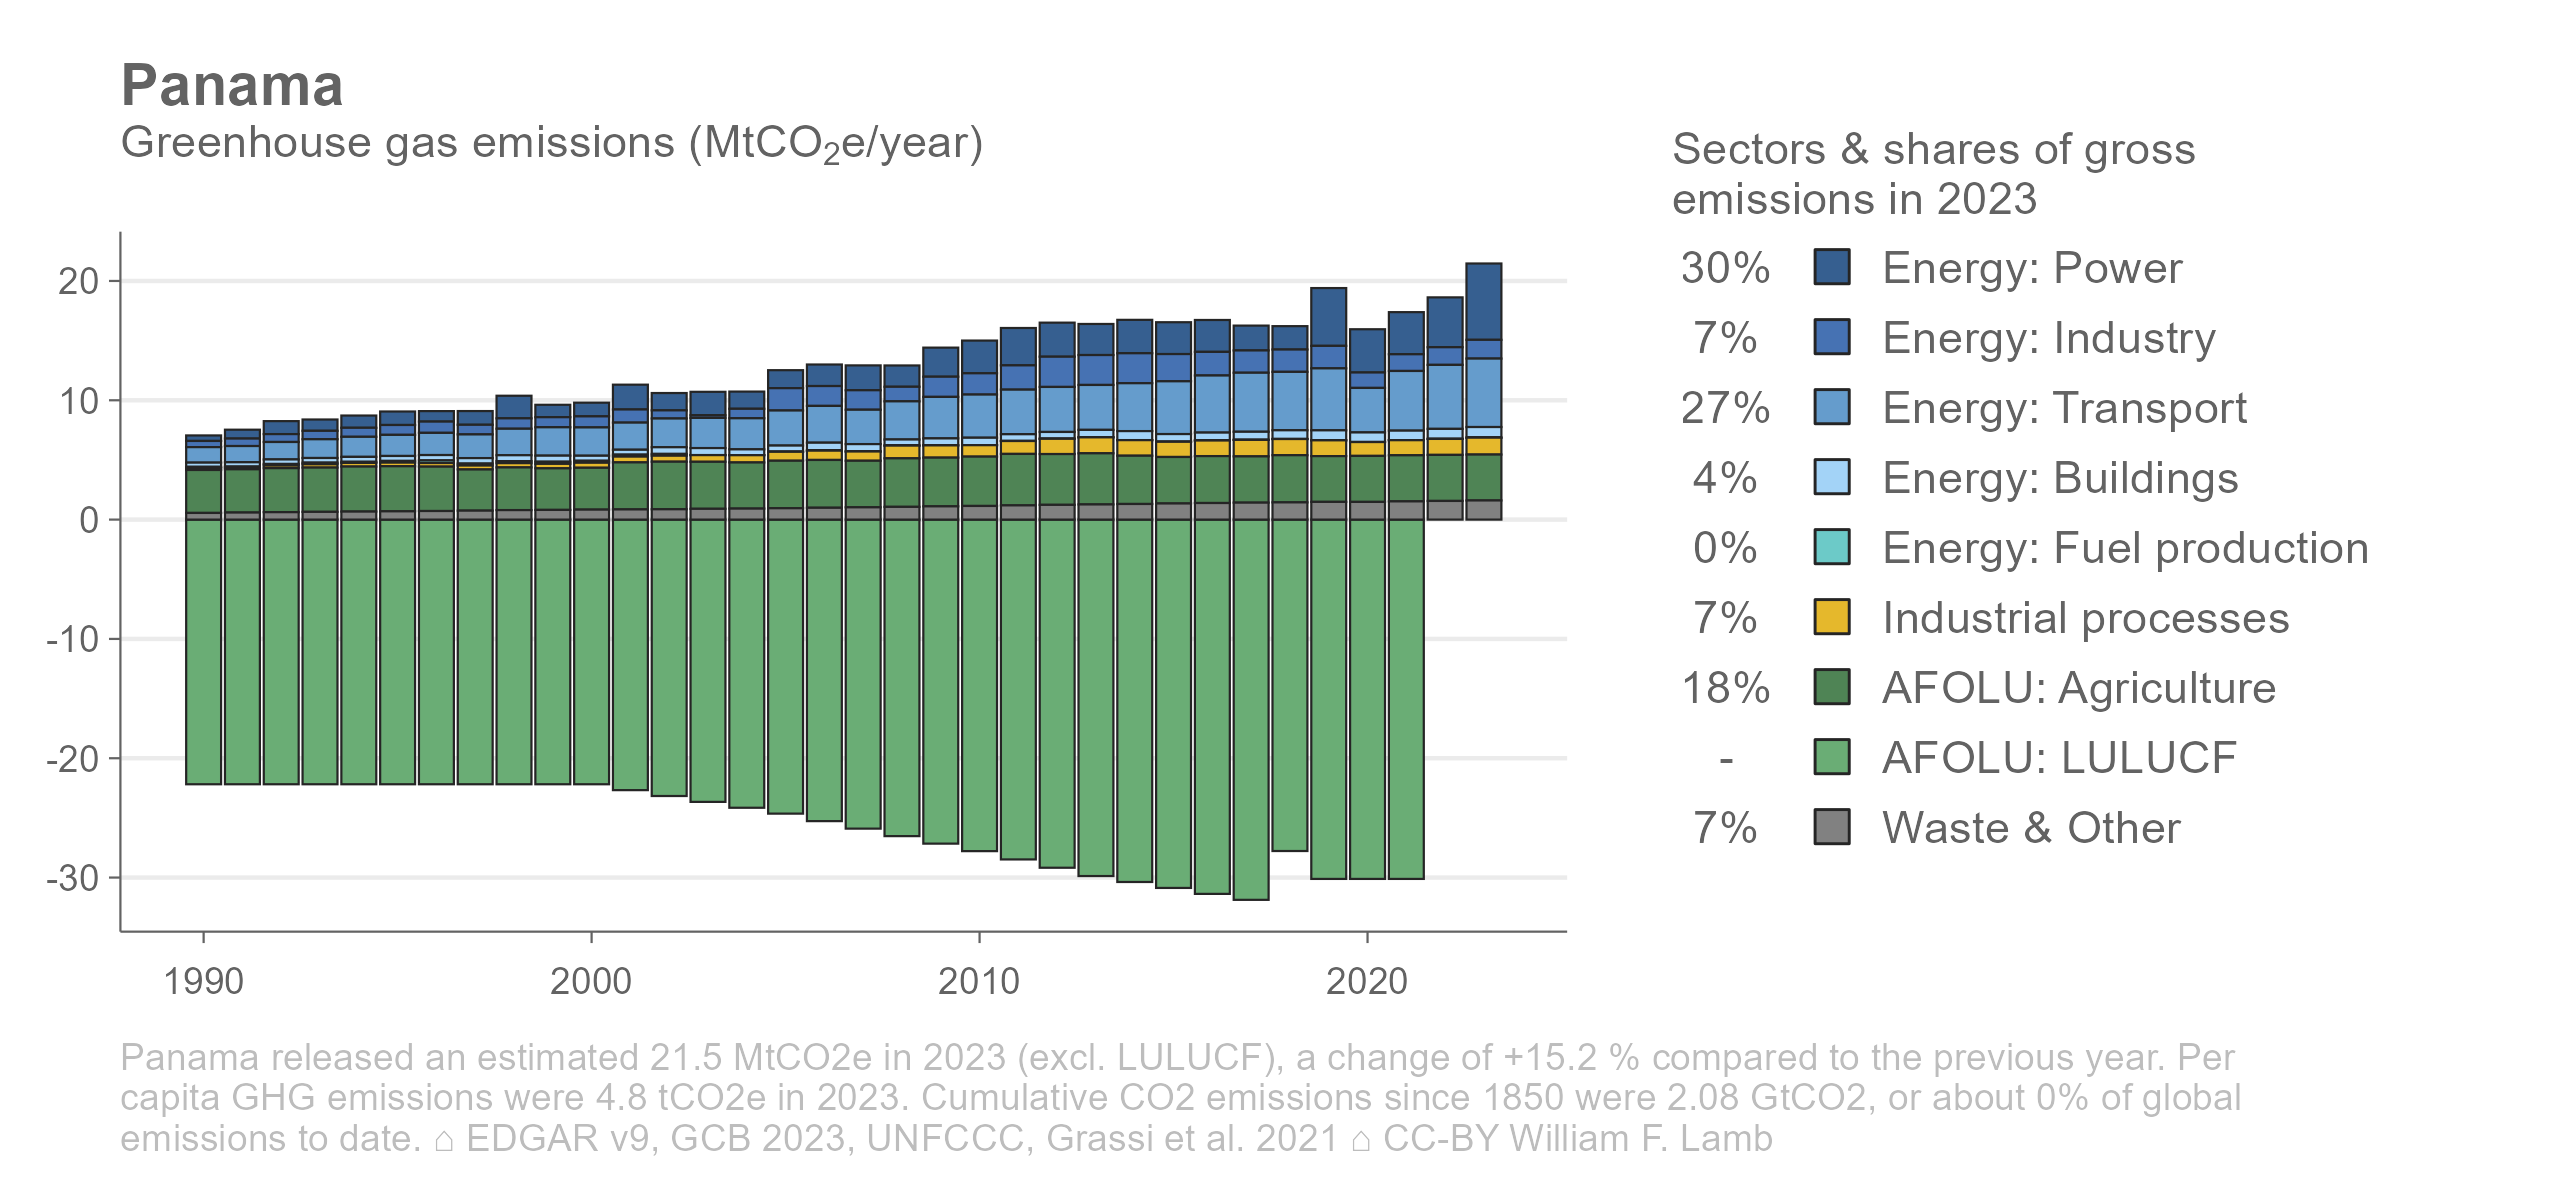 Panama
Greenhouse gas emissions (MtCO₂e/year)
Sectors & shares of gross
emissions in 2023
30% Energy: Power
7% Energy: Industry
27% Energy: Transport
4% Energy: Buildings
0% Energy: Fuel production
7% Industrial processes
18% AFOLU: Agriculture
- AFOLU: LULUCF
7% Waste & Other
20
10
0
-10
-20
-30
1990 2000 2010 2020
Panama released an estimated 21.5 MtCO2e in 2023 (excl. LULUCF), a change of +15.2 % compared to the previous year. Per
capita GHG emissions were 4.8 tCO2e in 2023. Cumulative CO2 emissions since 1850 were 2.08 GtCO2, or about 0% of global
emissions to date. ⌂ EDGAR v9, GCB 2023, UNFCCC, Grassi et al. 2021 ⌂ CC-BY William F. Lamb